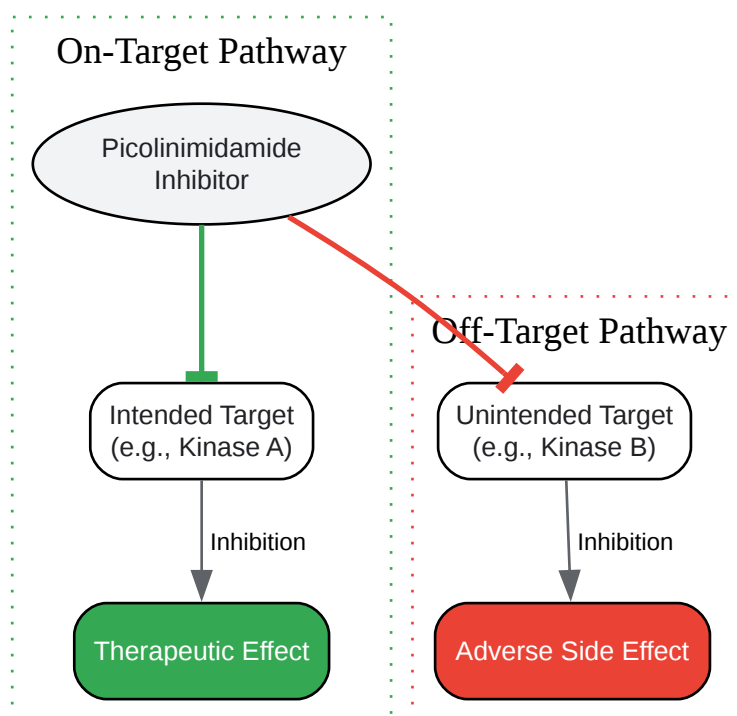 On-Target Pathway
Picolinimidamide
Inhibitor
Off-Target Pathway
Intended Target
(e.g., Kinase A)
Unintended Target
(e.g., Kinase B)
Inhibition
Inhibition
Therapeutic Effect
Adverse Side Effect